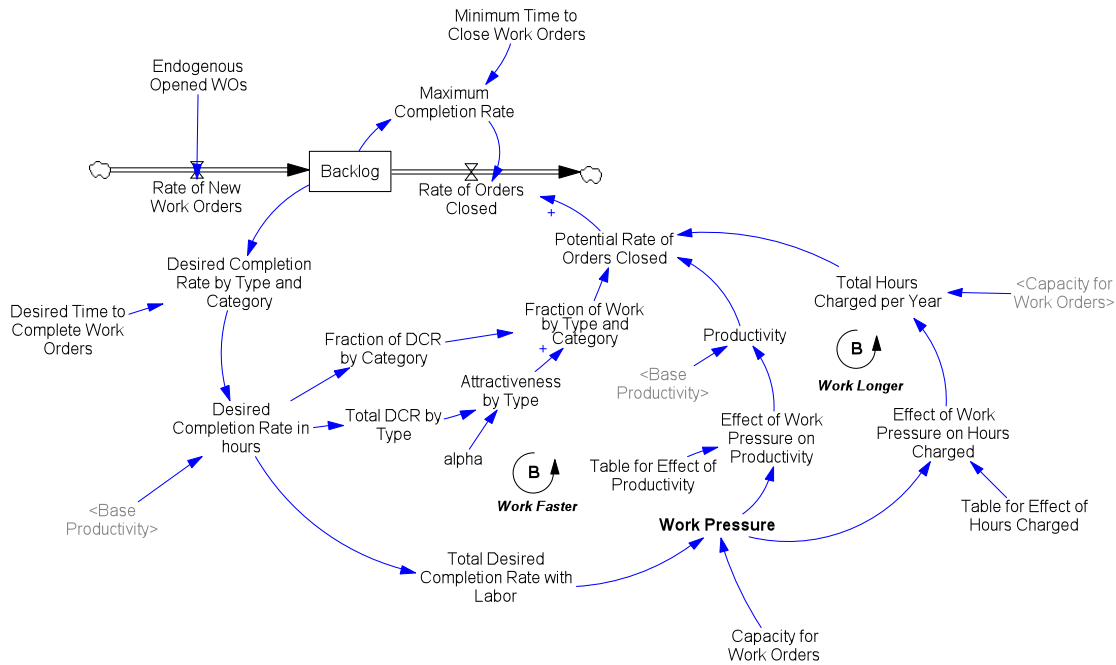 Minimum Time to
Close Work Orders
Endogenous
Opened WOs
Maximum
Completion Rate
Backlog
Rate of New
Work Orders
Rate of Orders
Closed
+
Potential Rate of
Orders Closed
Desired Completion
Rate by Type and
Category
Total Hours
Charged per Year
<Capacity for
Work Orders>
Desired Time to
Complete Work
Orders
Fraction of Work
by Type and
Category
+
Fraction of DCR
by Category
Productivity
B
Work Longer
<Base
Productivity>
Attractiveness
by Type
Desired
Completion Rate in
hours
Total DCR by
Type
Effect of Work
Pressure on
Productivity
Effect of Work
Pressure on Hours
Charged
alpha
B
Work Faster
Table for Effect of
Productivity
<Base
Productivity>
Table for Effect of
Hours Charged
Work Pressure
Total Desired
Completion Rate with
Labor
Capacity for
Work Orders